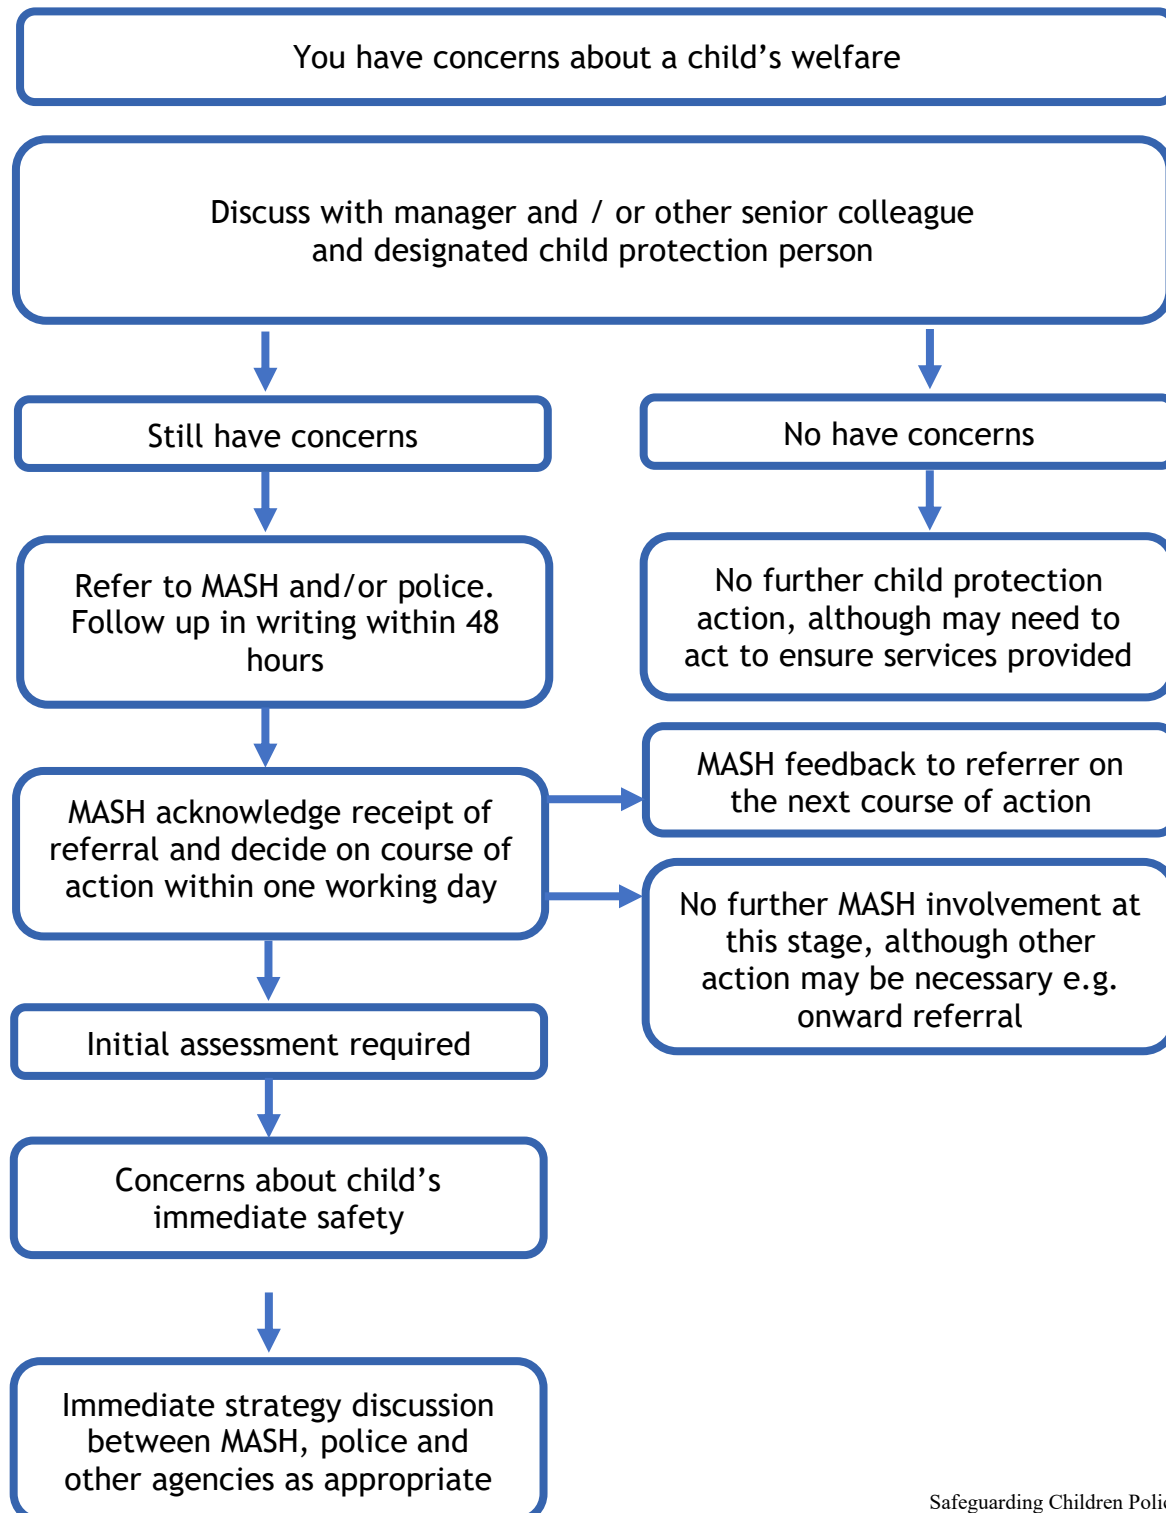 You have concerns about a child’s welfare
Discuss with manager and / or other senior colleague
and designated child protection person
Still have concerns
No have concerns
Refer to MASH and/or police.
Follow up in writing within 48
hours
No further child protection
action, although may need to
act to ensure services provided
MASH acknowledge receipt of
referral and decide on course of
action within one working day
MASH feedback to referrer on
the next course of action
No further MASH involvement at
this stage, although other
action may be necessary e.g.
onward referral
Initial assessment required
Concerns about child’s
immediate safety
Immediate strategy discussion
between MASH, police and
other agencies as appropriate
Safeguarding Children